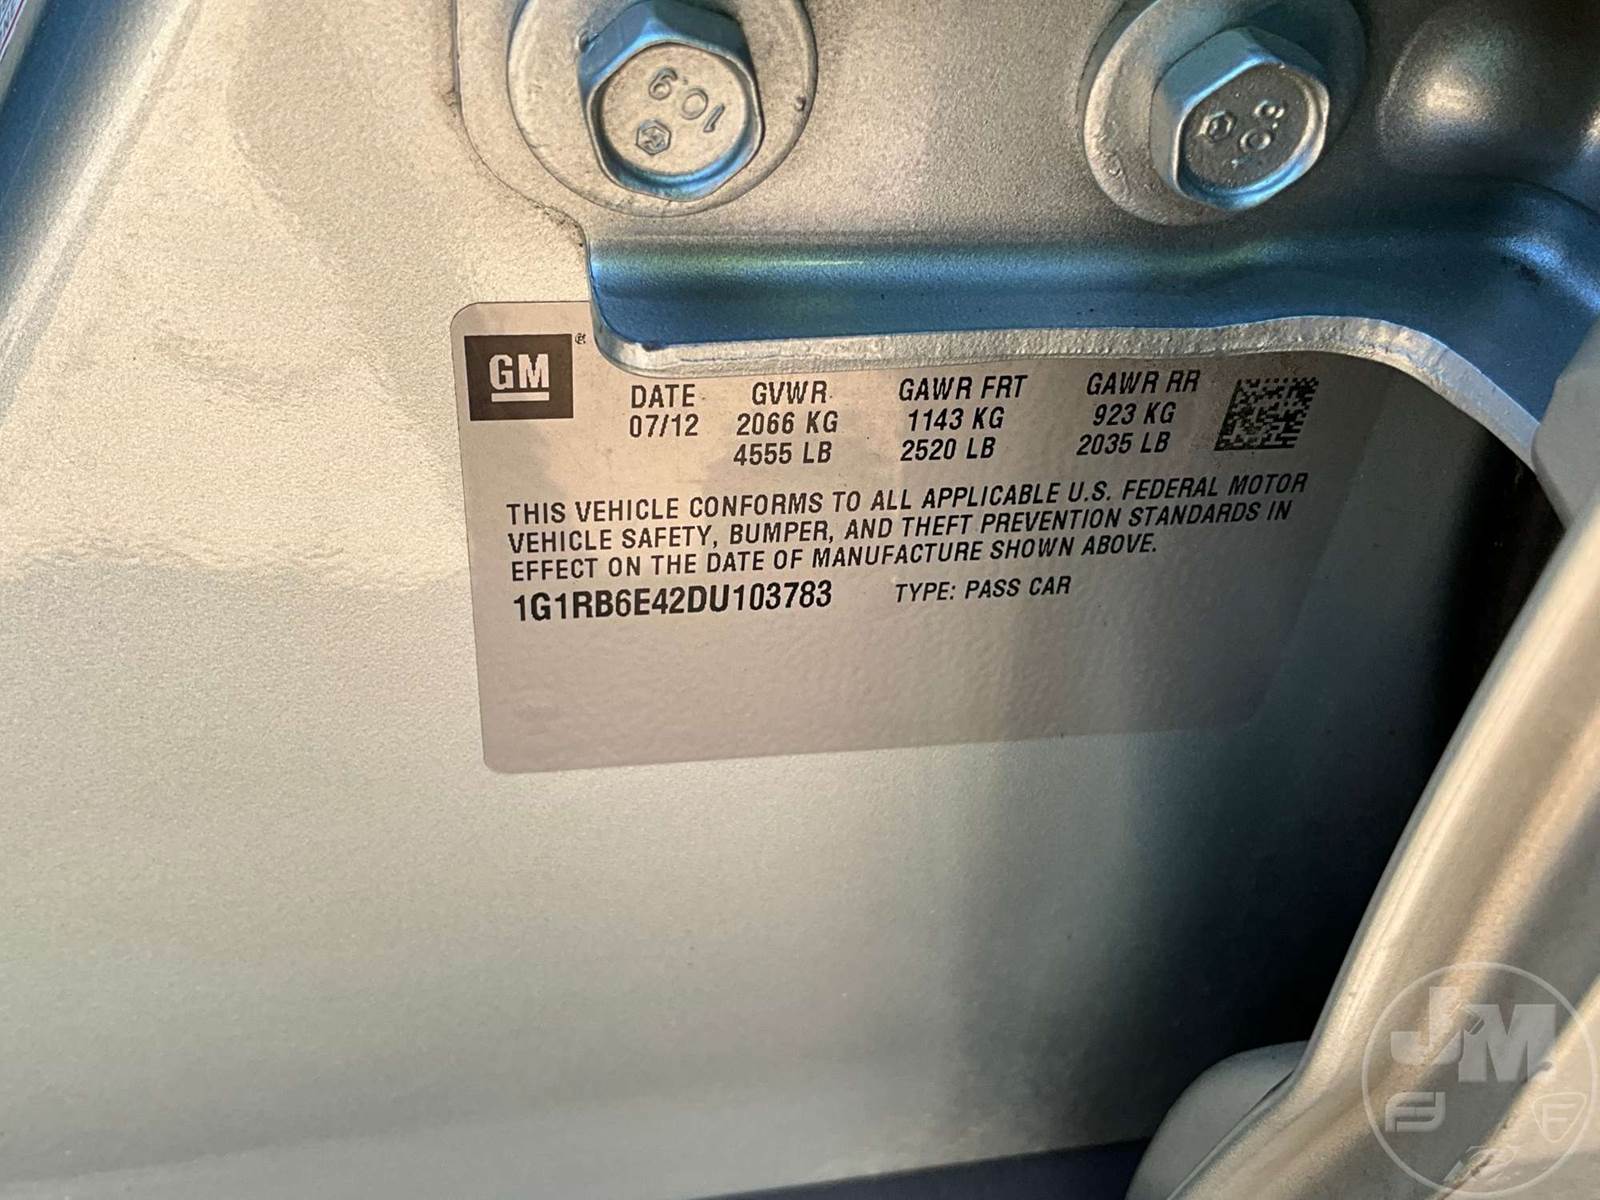 10.9
10.8
GM
DATE GVWR GAWR FRT GAWR RR
07/12 2066 KG 1143 KG 923 KG
4555 LB 2520 LB 2035 LB
THIS VEHICLE CONFORMS TO ALL APPLICABLE U.S. FEDERAL MOTOR
VEHICLE SAFETY, BUMPER, AND THEFT PREVENTION STANDARDS IN
EFFECT ON THE DATE OF MANUFACTURE SHOWN ABOVE.
1G1RB6E42DU103783 TYPE: PASS CAR
JM